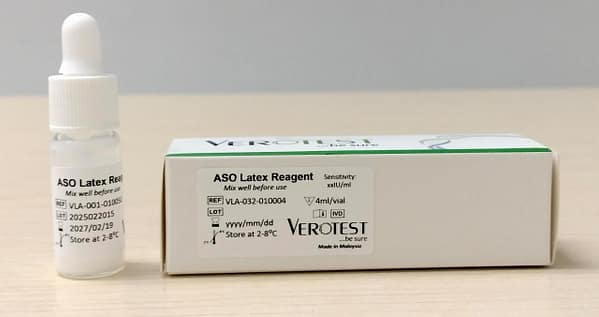 ASO Latex Reag
Mix well before use
REF VLA-001-01005
LOT 2025022015
2027/02/19
Store at 2-8°C
VEROTEST
...be sure
ASO Latex Reagent
Mix well before use
Sensitivity:
xxIU/ml
REF VLA-032-010004
4ml/vial
LOT
IVD
yyyy/mm/dd
Store at 2-8°C
VEROTEST
...be sure
Made in Malaysia